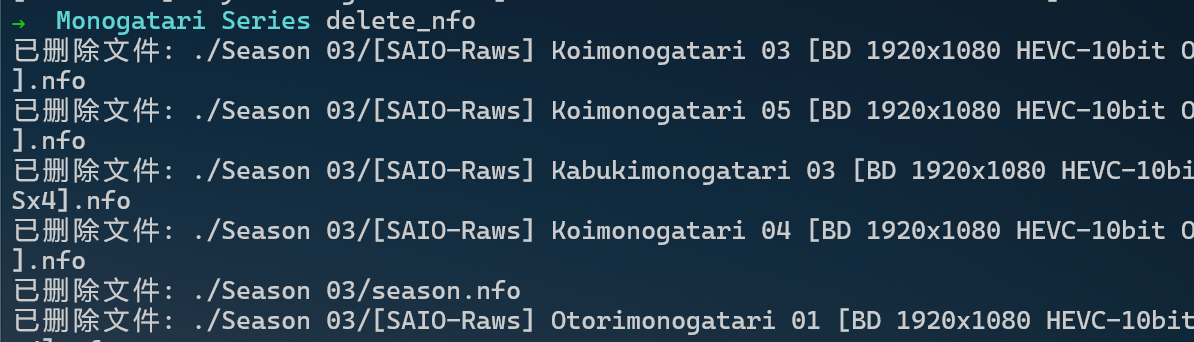 → Monogatari Series delete_nfo
已删除文件: ./Season 03/[SAIO-Raws] Koimonogatari 03 [BD 1920x1080 HEVC-10bit O
].nfo
已删除文件: ./Season 03/[SAIO-Raws] Koimonogatari 05 [BD 1920x1080 HEVC-10bit O
].nfo
已删除文件: ./Season 03/[SAIO-Raws] Kabukimonogatari 03 [BD 1920x1080 HEVC-10bi
Sx4].nfo
已删除文件: ./Season 03/[SAIO-Raws] Koimonogatari 04 [BD 1920x1080 HEVC-10bit O
].nfo
已删除文件: ./Season 03/season.nfo
已删除文件: ./Season 03/[SAIO-Raws] Otorimonogatari 01 [BD 1920x1080 HEVC-10bit